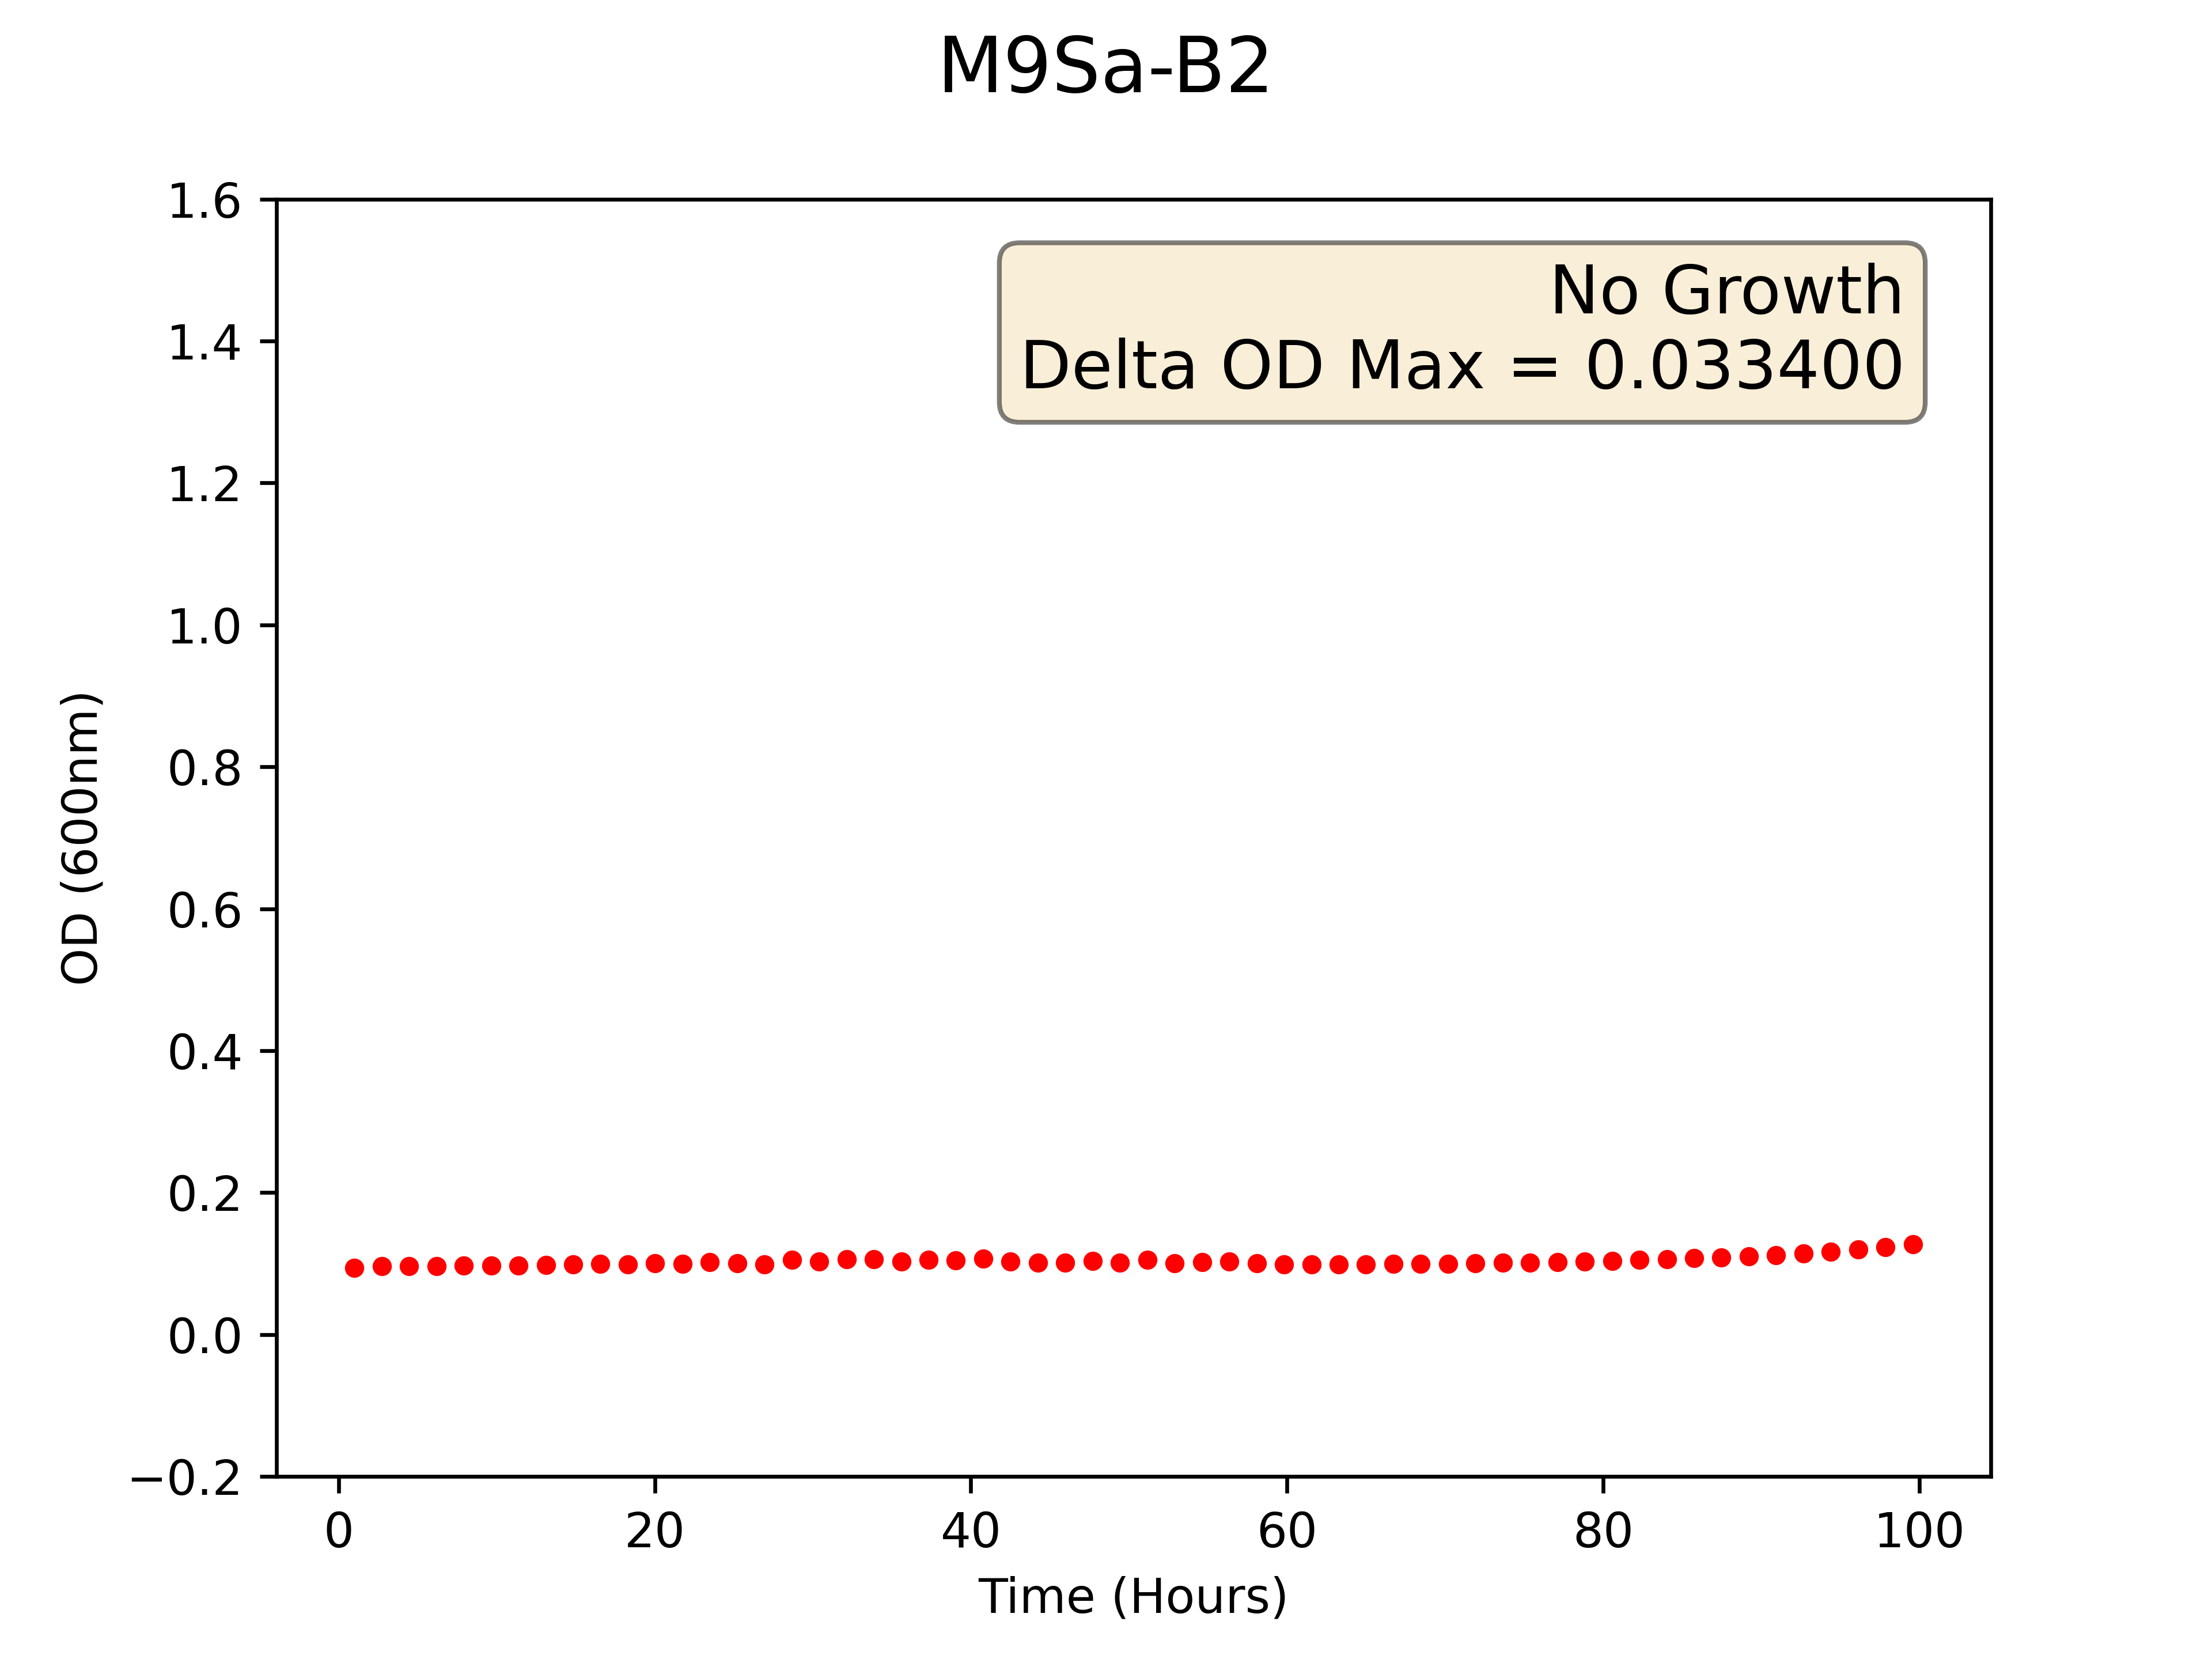 M9Sa-B2
1.6
No Growth
Delta OD Max = 0.033400
1.4
1.2
1.0
0.8
OD (600nm)
0.6
0.4
0.2
0.0
−0.2
0 20 40 60 80 100
Time (Hours)